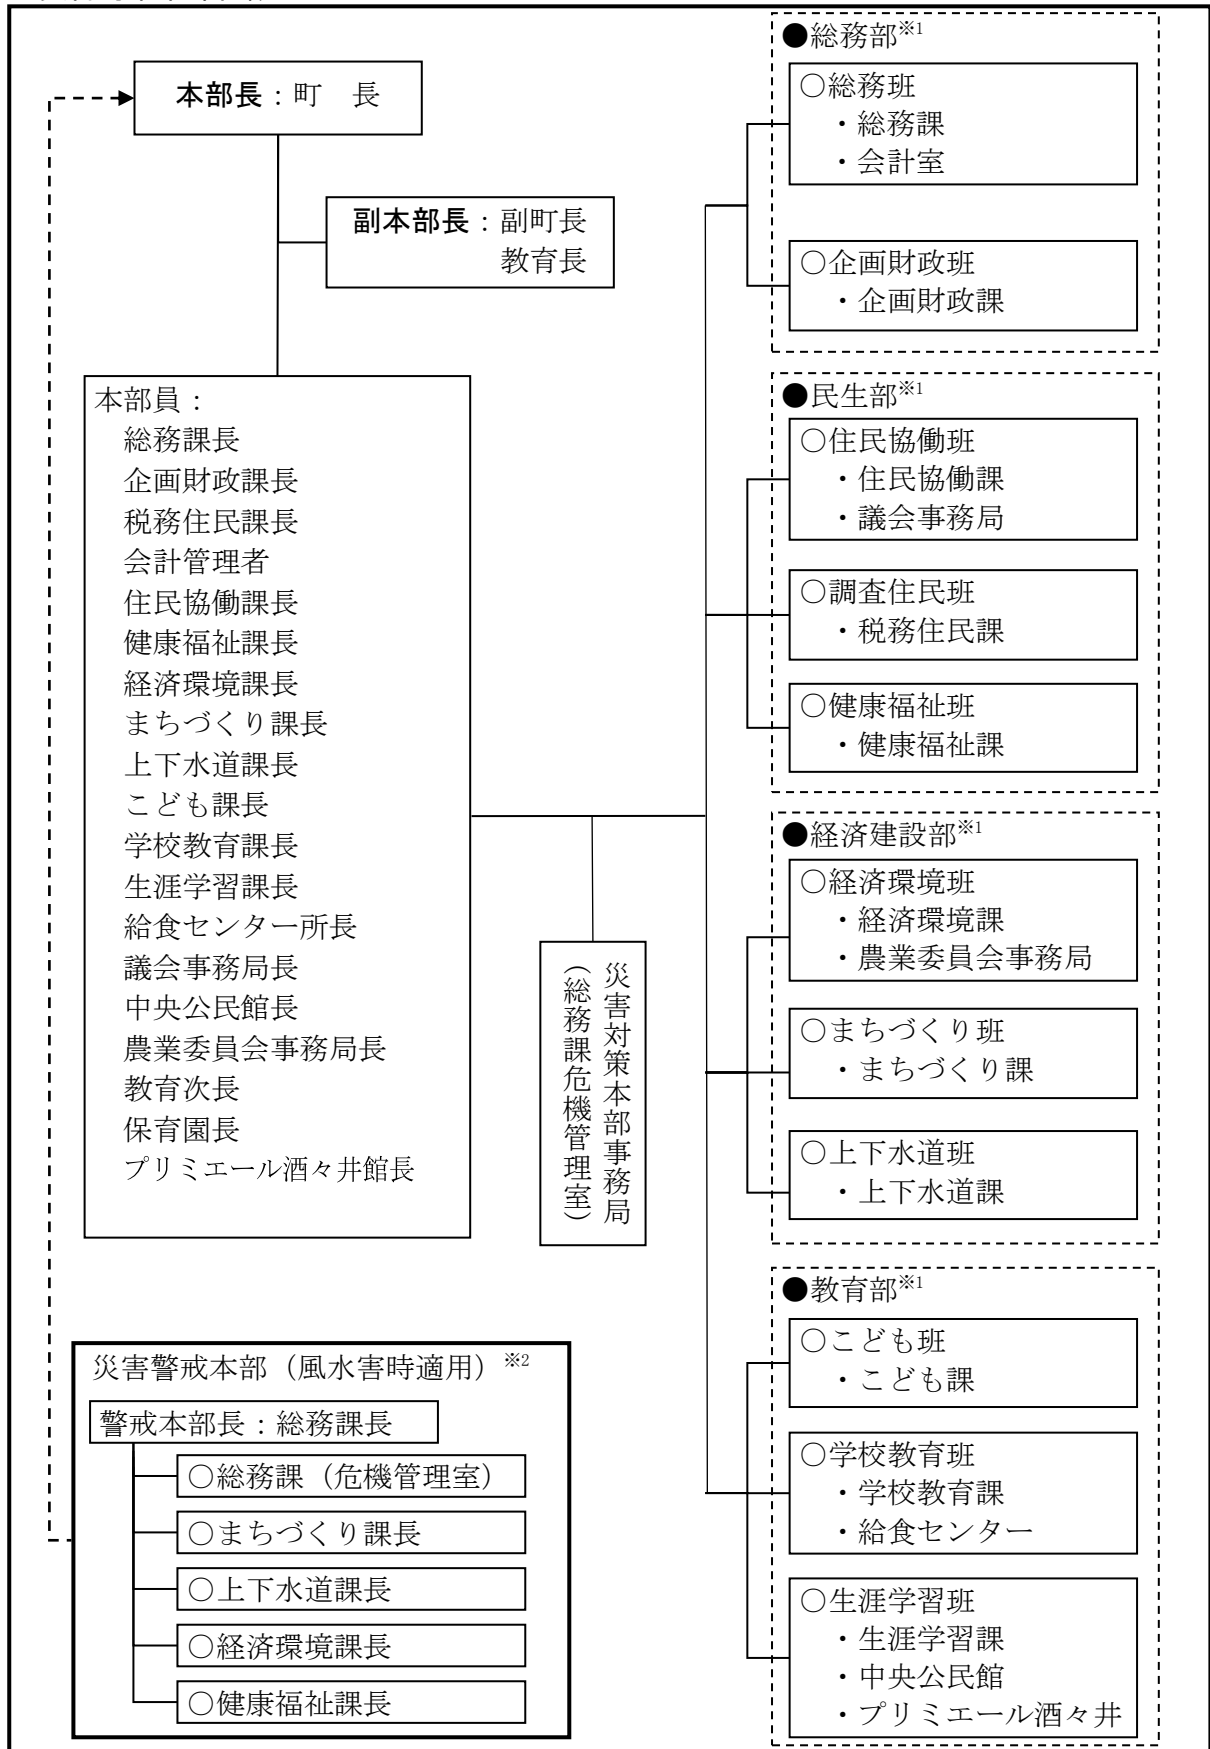 本部長：町　長
副本部長：副町長
教育長
本部員：
総務課長
企画財政課長
税務住民課長
会計管理者
住民協働課長
健康福祉課長
経済環境課長
まちづくり課長
上下水道課長
こども課長
学校教育課長
生涯学習課長
給食センター所長
議会事務局長
中央公民館長
農業委員会事務局長
教育次長
保育園長
プリミエール酒々井館長
災害対策本部事務局
（総務課危機管理室）
災害警戒本部（風水害時適用）※2
警戒本部長：総務課長
○総務課（危機管理室）
○まちづくり課長
○上下水道課長
○経済環境課長
○健康福祉課長
●総務部※1
○総務班
・総務課
・会計室
○企画財政班
・企画財政課
●民生部※1
○住民協働班
・住民協働課
・議会事務局
○調査住民班
・税務住民課
○健康福祉班
・健康福祉課
●経済建設部※1
○経済環境班
・経済環境課
・農業委員会事務局
○まちづくり班
・まちづくり課
○上下水道班
・上下水道課
●教育部※1
○こども班
・こども課
○学校教育班
・学校教育課
・給食センター
○生涯学習班
・生涯学習課
・中央公民館
・プリミエール酒々井